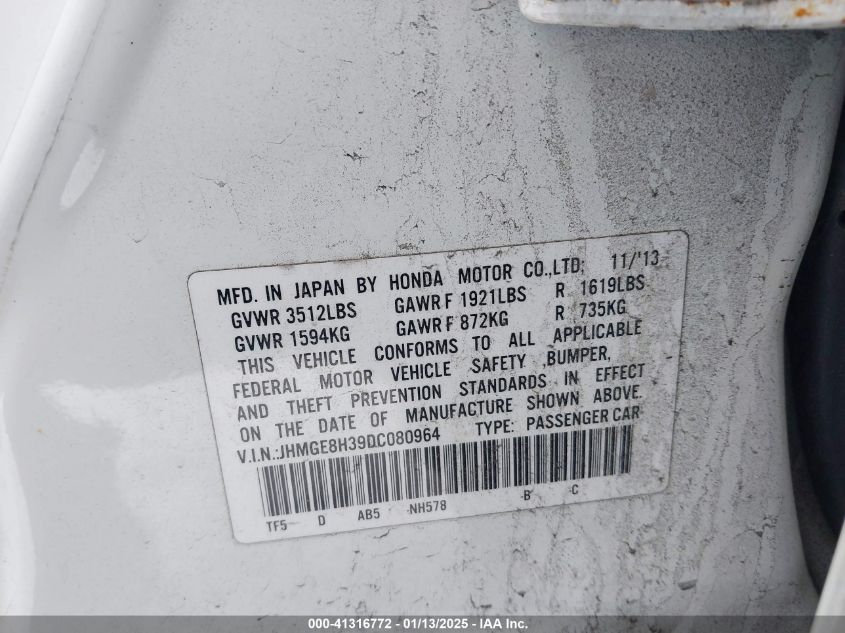 MFD. IN JAPAN BY HONDA MOTOR CO.,LTD; 11/'13
GVWR 3512LBS GAWR F 1921LBS R 1619LBS
GVWR 1594KG GAWR F 872KG R 735KG
THIS VEHICLE CONFORMS TO ALL APPLICABLE
FEDERAL MOTOR VEHICLE SAFETY ,BUMPER,
AND THEFT PREVENTION STANDARDS IN EFFECT
ON THE DATE OF MANUFACTURE SHOWN ABOVE.
V.I.N.:JHMGE8H39DC080964 TYPE: PASSENGER CAR
TF5 D AB5 NH578 B C
000-41316772 — 01/13/2025 — IAA Inc.